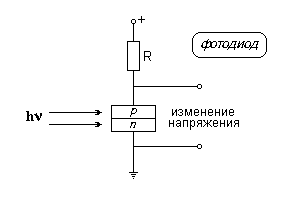 +
фотодиод
R
p
n
hν
изменение
напряжения